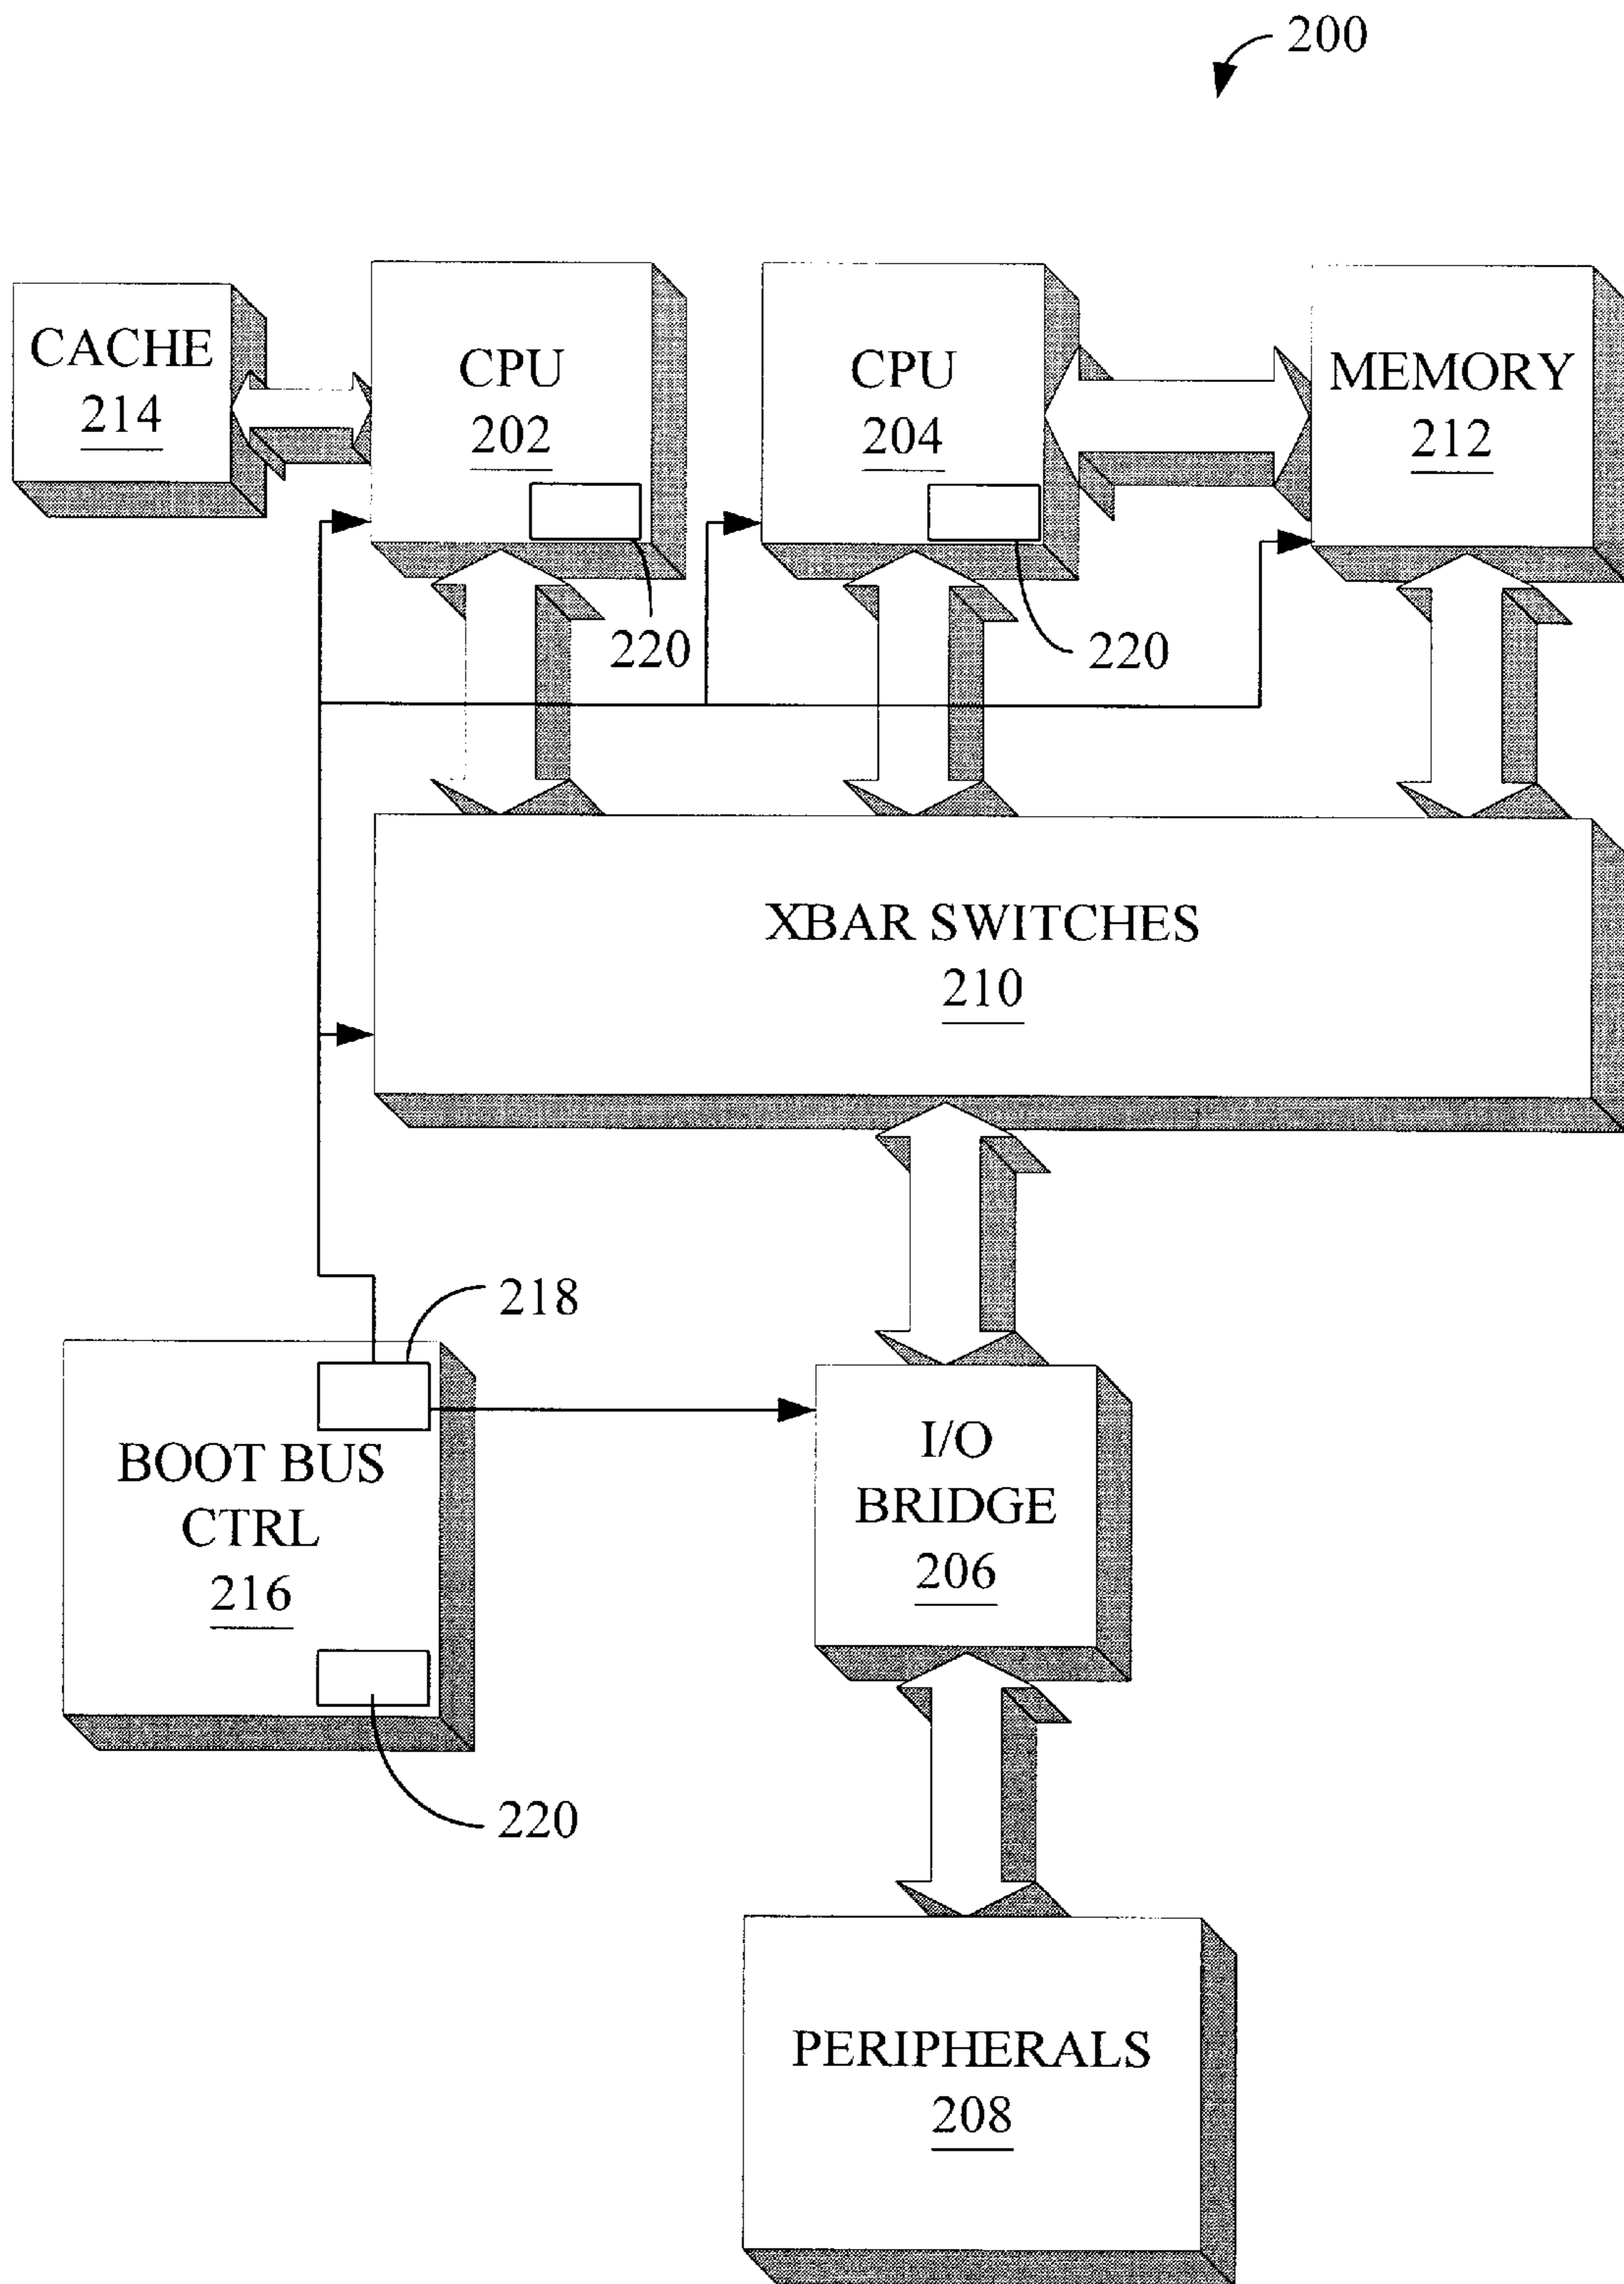 200
CACHE
214
CPU
202
CPU
204
MEMORY
212
220
220
XBAR SWITCHES
210
218
BOOT BUS
CTRL
216
I/O
BRIDGE
206
220
PERIPHERALS
208